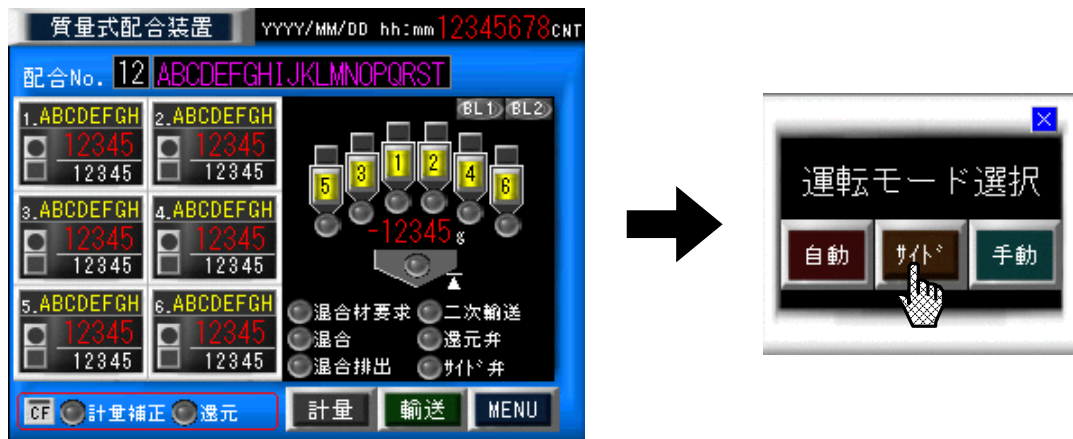 質量式配合装置 YYYY/MM/DD hh:mm 12345678CNT
配合No. 12 ABCDEFGHIJKLMNOPQRST
1.ABCDEFGH 2.ABCDEFGH
12345 12345
12345 12345
3.ABCDEFGH 4.ABCDEFGH
12345 12345
12345 12345
5.ABCDEFGH 6.ABCDEFGH
12345 12345
12345 12345
BL1 BL2
5 3 1 2 4 6
-12345 g
混合材要求 二次輸送
混合 還元弁
混合排出 ｻｲﾄﾞ弁
CF 計量補正 還元
計量 輸送 MENU
運転モード選択
自動 ｻｲﾄﾞ 手動